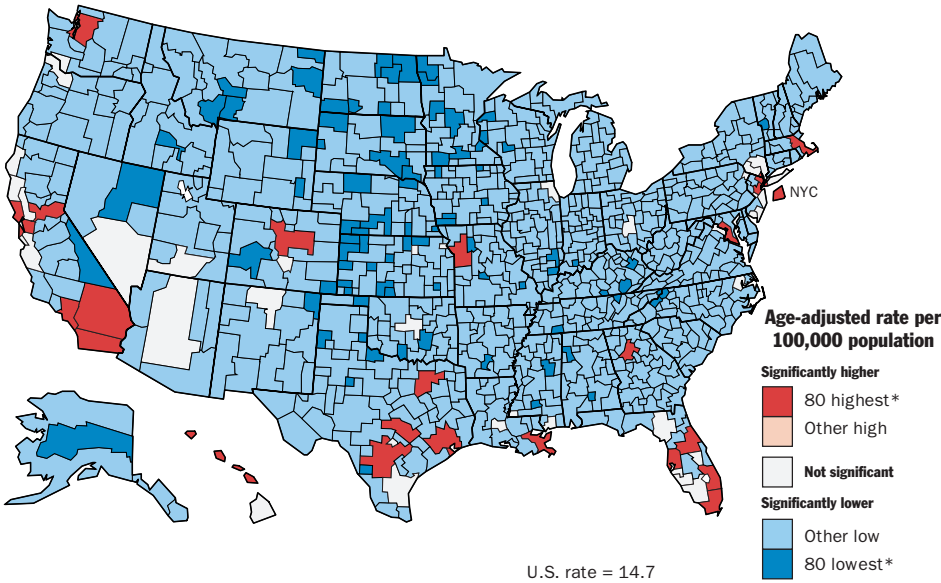 NYC
Age-adjusted rate per
100,000 population
Significantly higher
80 highest*
Other high
Not significant
Significantly lower
Other low
80 lowest*
U.S. rate = 14.7